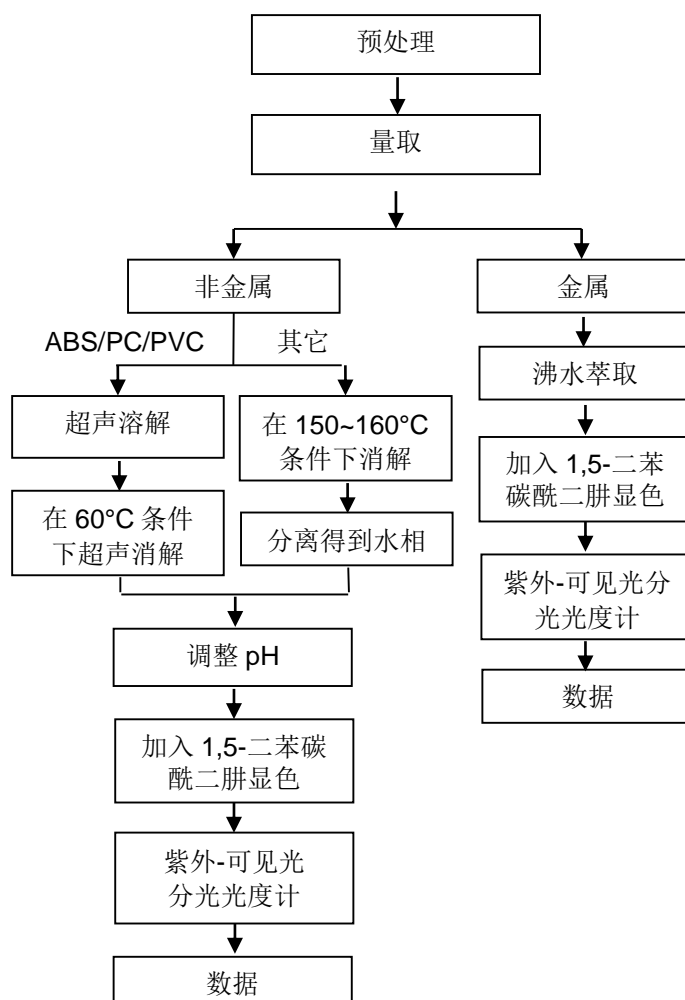 预处理
量取
非金属
金属
ABS/PC/PVC
其它
沸水萃取
超声溶解
在 150~160°C
条件下消解
加入 1,5-二苯
碳酰二肼显色
在 60°C 条件
下超声消解
分离得到水相
紫外-可见光分
光光度计
调整 pH
数据
加入 1,5-二苯碳
酰二肼显色
紫外-可见光
分光光度计
数据